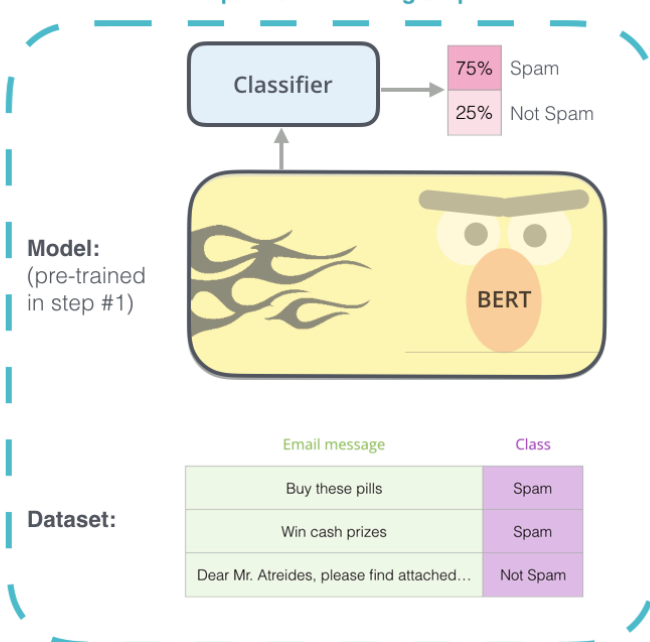 Classifier
75% Spam
25% Not Spam
Model:
(pre-trained
in step #1)
BERT
Email message Class
Buy these pills Spam
Dataset:
Win cash prizes Spam
Dear Mr. Atreides, please find attached... Not Spam